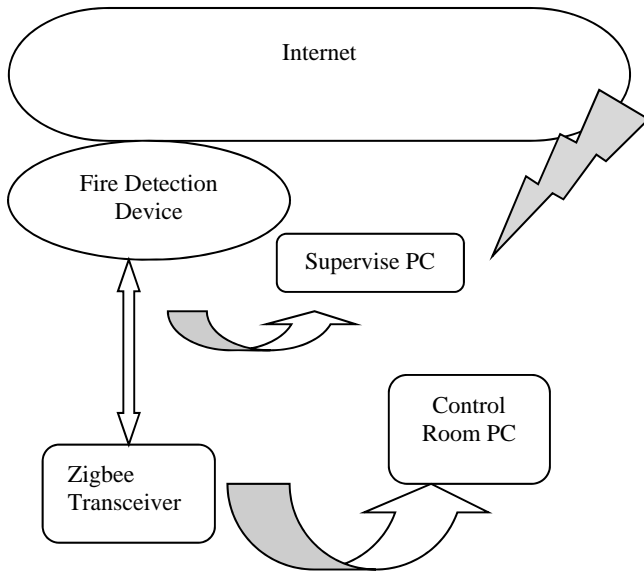 Internet
Fire Detection
Device
Supervise PC
Control
Room PC
Zigbee
Transceiver